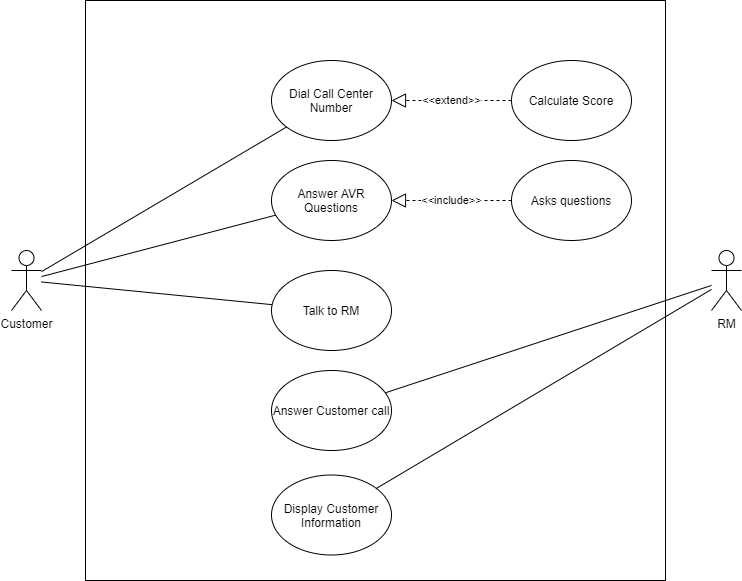 Dial Call Center
Number
<<extend>>
Calculate Score
Answer AVR
Questions
<<include>>
Asks questions
Customer
Talk to RM
RM
Answer Customer call
Display Customer
Information